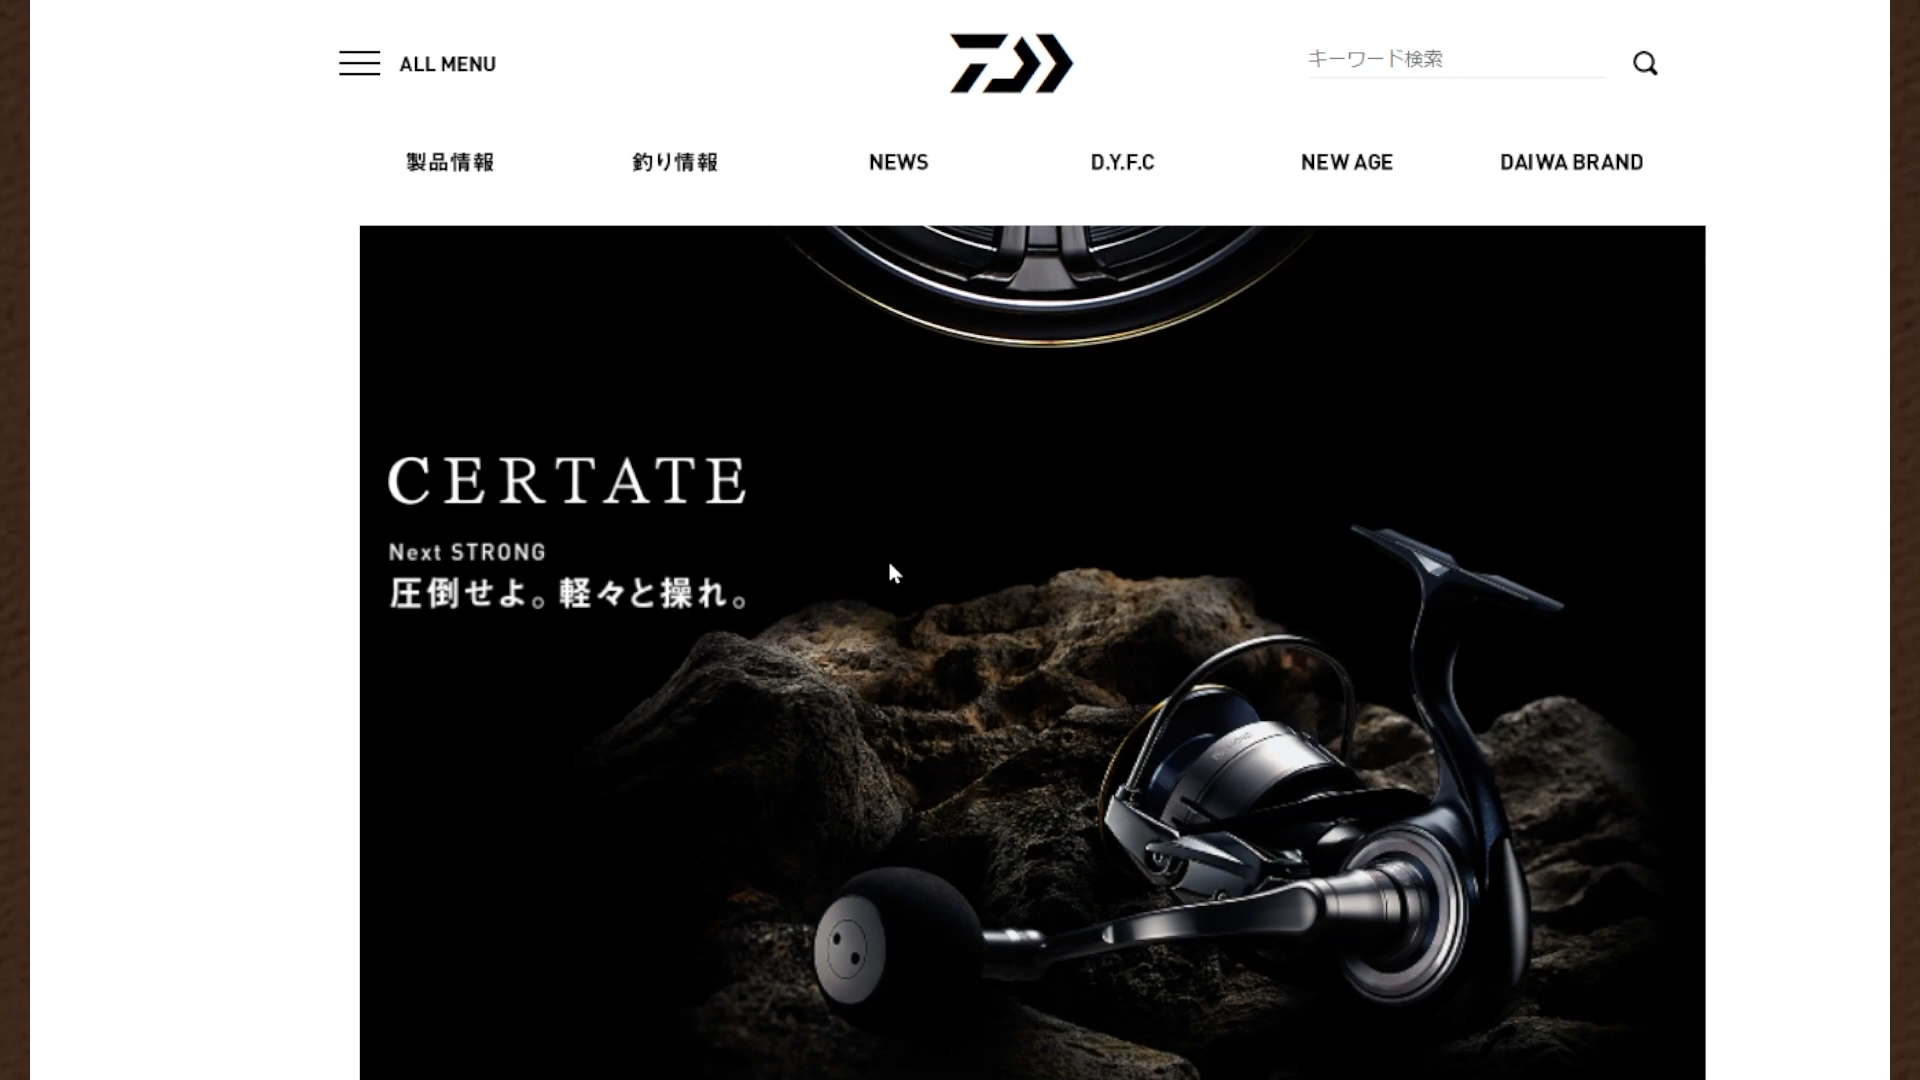 ALL MENU
キーワード検索
製品情報
釣り情報
NEWS
D.Y.F.C
NEW AGE
DAIWA BRAND
CERTATE
Next STRONG
圧倒せよ。軽々と操れ。